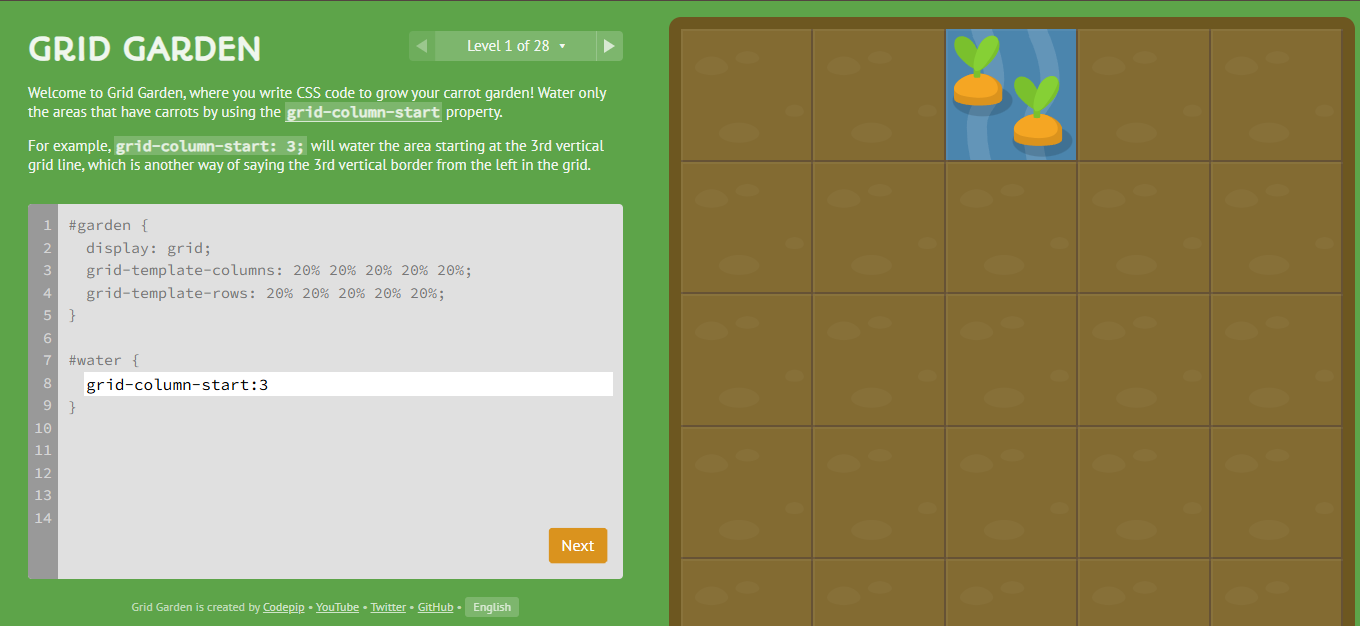 GRID GARDEN
◀ Level 1 of 28 ▾ ▶
Welcome to Grid Garden, where you write CSS code to grow your carrot garden! Water only
the areas that have carrots by using the grid-column-start property.
For example, grid-column-start: 3; will water the area starting at the 3rd vertical
grid line, which is another way of saying the 3rd vertical border from the left in the grid.
1 #garden {
2 display: grid;
3 grid-template-columns: 20% 20% 20% 20% 20%;
4 grid-template-rows: 20% 20% 20% 20% 20%;
5 }
6
7 #water {
8 grid-column-start:3
9 }
10
11
12
13
14
Next
Grid Garden is created by Codepip • YouTube • Twitter • GitHub • English